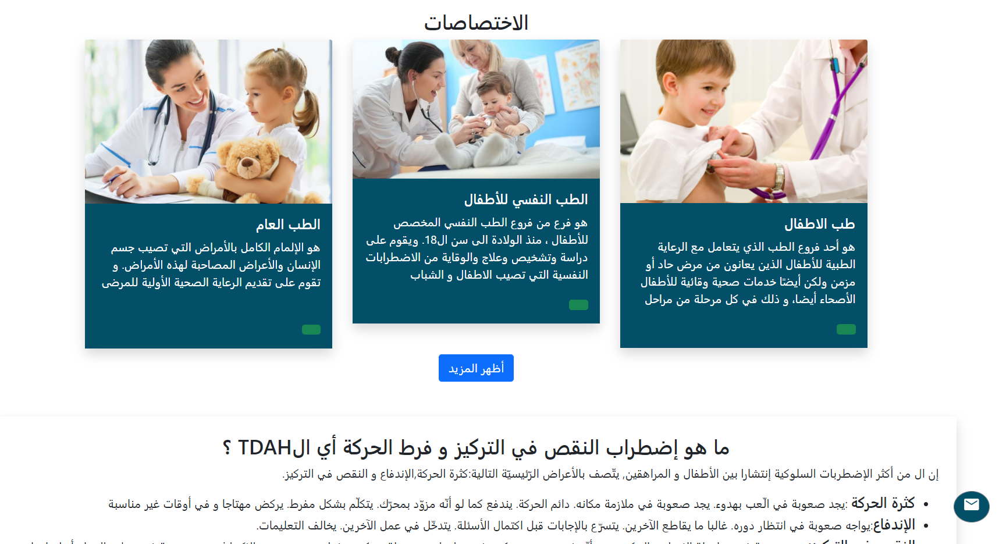 الاختصاصات
طب الاطفال
هو أحد فروع الطب الذي يتعامل مع الرعاية
الطبية للأطفال الذين يعانون من مرض حاد أو
مزمن ولكن أيضًا خدمات صحية وقائية للأطفال
الأصحاء أيضا، و ذلك في كل مرحلة من مراحل
الطب النفسي للأطفال
هو فرع من فروع الطب النفسي المخصص
للأطفال ، منذ الولادة الى سن ال18. ويقوم على
دراسة وتشخيص وعلاج والوقاية من الاضطرابات
النفسية التي تصيب الاطفال و الشباب
الطب العام
هو الإلمام الكامل بالأمراض التي تصيب جسم
الإنسان والأعراض المصاحبة لهذه الأمراض. و
تقوم على تقديم الرعاية الصحية الأولية للمرضى
أظهر المزيد
ما هو إضطراب النقص في التركيز و فرط الحركة أي الTDAH ؟
إن ال من أكثر الإضطربات السلوكية إنتشارا بين الأطفال و المراهقين, يتّصف بالأعراض الرّئيسيّة التالية:كثرة الحركة,الإندفاع و النقص في التركيز.
كثرة الحركة :يجد صعوبة في الّعب بهدوء. يجد صعوبة في ملازمة مكانه. دائم الحركة. يندفع كما لو أنّه مزوّد بمحرّك. يتكلّم بشكل مفرط. يركض مهتاجا و في أوقات غير مناسبة
الإندفاع:يواجه صعوبة في انتظار دوره. غالبا ما يقاطع الآخرين. يتسرّع بالإجابات قبل اكتمال الأسئلة. يتدخّل في عمل الآخرين. يخالف التعليمات.